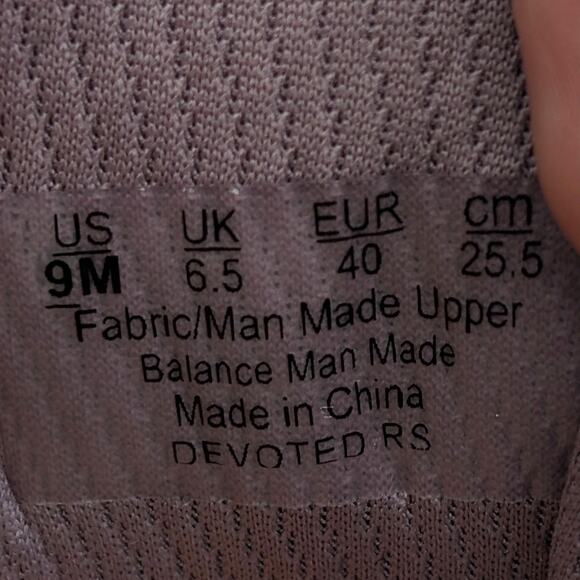 US UK EUR cm
9M 6.5 40 25.5
Fabric/Man Made Upper
Balance Man Made
Made in China
DEVOTED RS